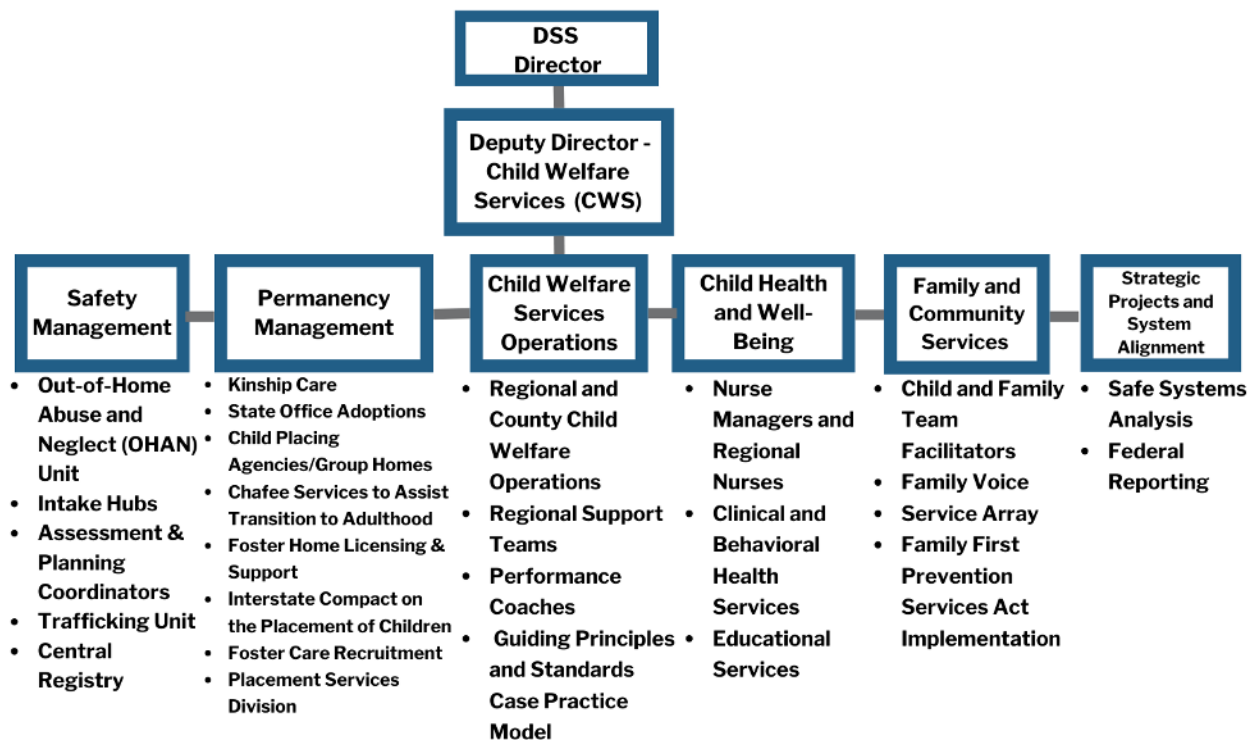 DSS
Director
Deputy Director -
Child Welfare
Services (CWS)
Safety
Management
• Out-of-Home
Abuse and
Neglect (OHAN)
Unit
• Intake Hubs
• Assessment &
Planning
Coordinators
• Trafficking Unit
• Central
Registry
Permanency
Management
• Kinship Care
• State Office Adoptions
• Child Placing
Agencies/Group Homes
• Chafee Services to Assist
Transition to Adulthood
• Foster Home Licensing &
Support
• Interstate Compact on
the Placement of Children
• Foster Care Recruitment
• Placement Services
Division
Child Welfare
Services
Operations
• Regional and
County Child
Welfare
Operations
• Regional Support
Teams
• Performance
Coaches
• Guiding Principles
and Standards
Case Practice
Model
Child Health
and Well-
Being
• Nurse
Managers and
Regional
Nurses
• Clinical and
Behavioral
Health
Services
• Educational
Services
Family and
Community
Services
• Child and Family
Team
Facilitators
• Family Voice
• Service Array
• Family First
Prevention
Services Act
Implementation
Strategic
Projects and
System
Alignment
• Safe Systems
Analysis
• Federal
Reporting